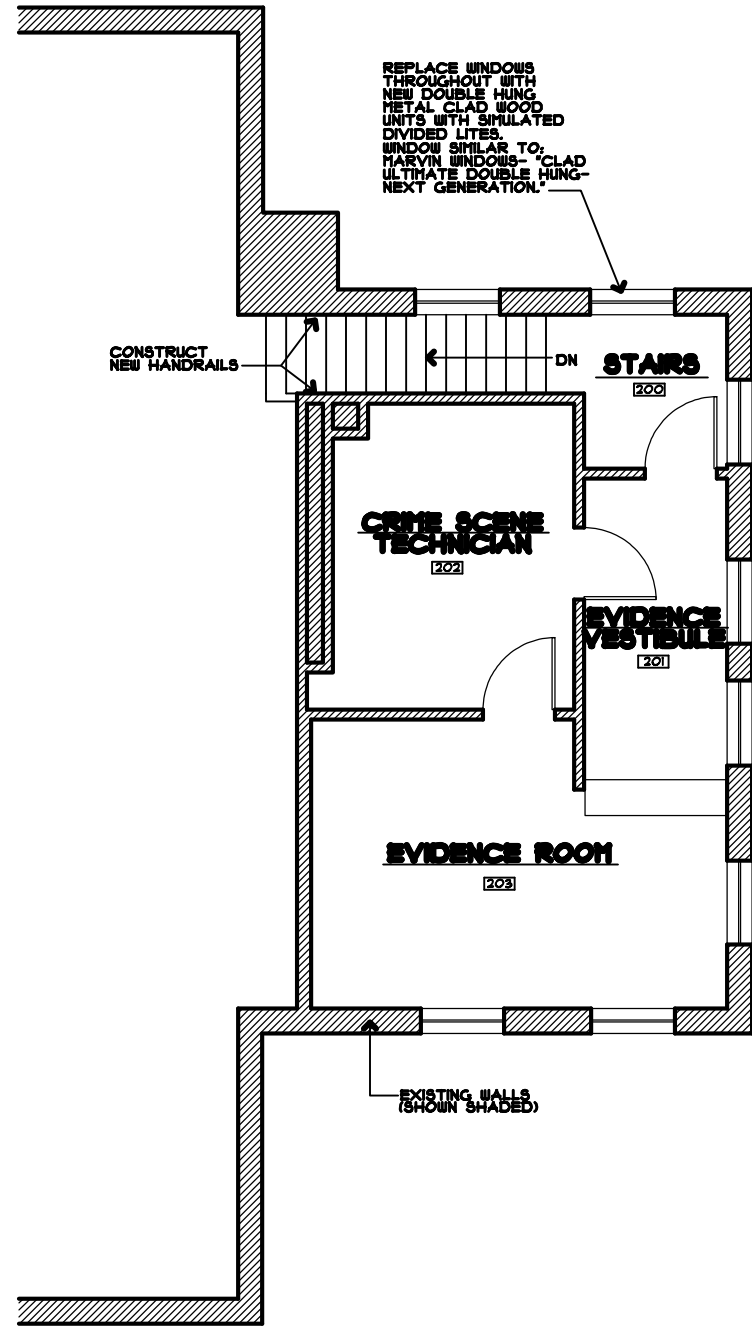 REPLACE WINDOWS
THROUGHOUT WITH
NEW DOUBLE HUNG
METAL CLAD WOOD
UNITS WITH SIMULATED
DIVIDED LITES.
WINDOW SIMILAR TO:
MARVIN WINDOWS- "CLAD
ULTIMATE DOUBLE HUNG-
NEXT GENERATION."
CONSTRUCT
NEW HANDRAILS
DN
STAIRS
200
CRIME SCENE
TECHNICIAN
202
EVIDENCE
VESTIBULE
201
EVIDENCE ROOM
203
EXISTING WALLS
(SHOWN SHADED)